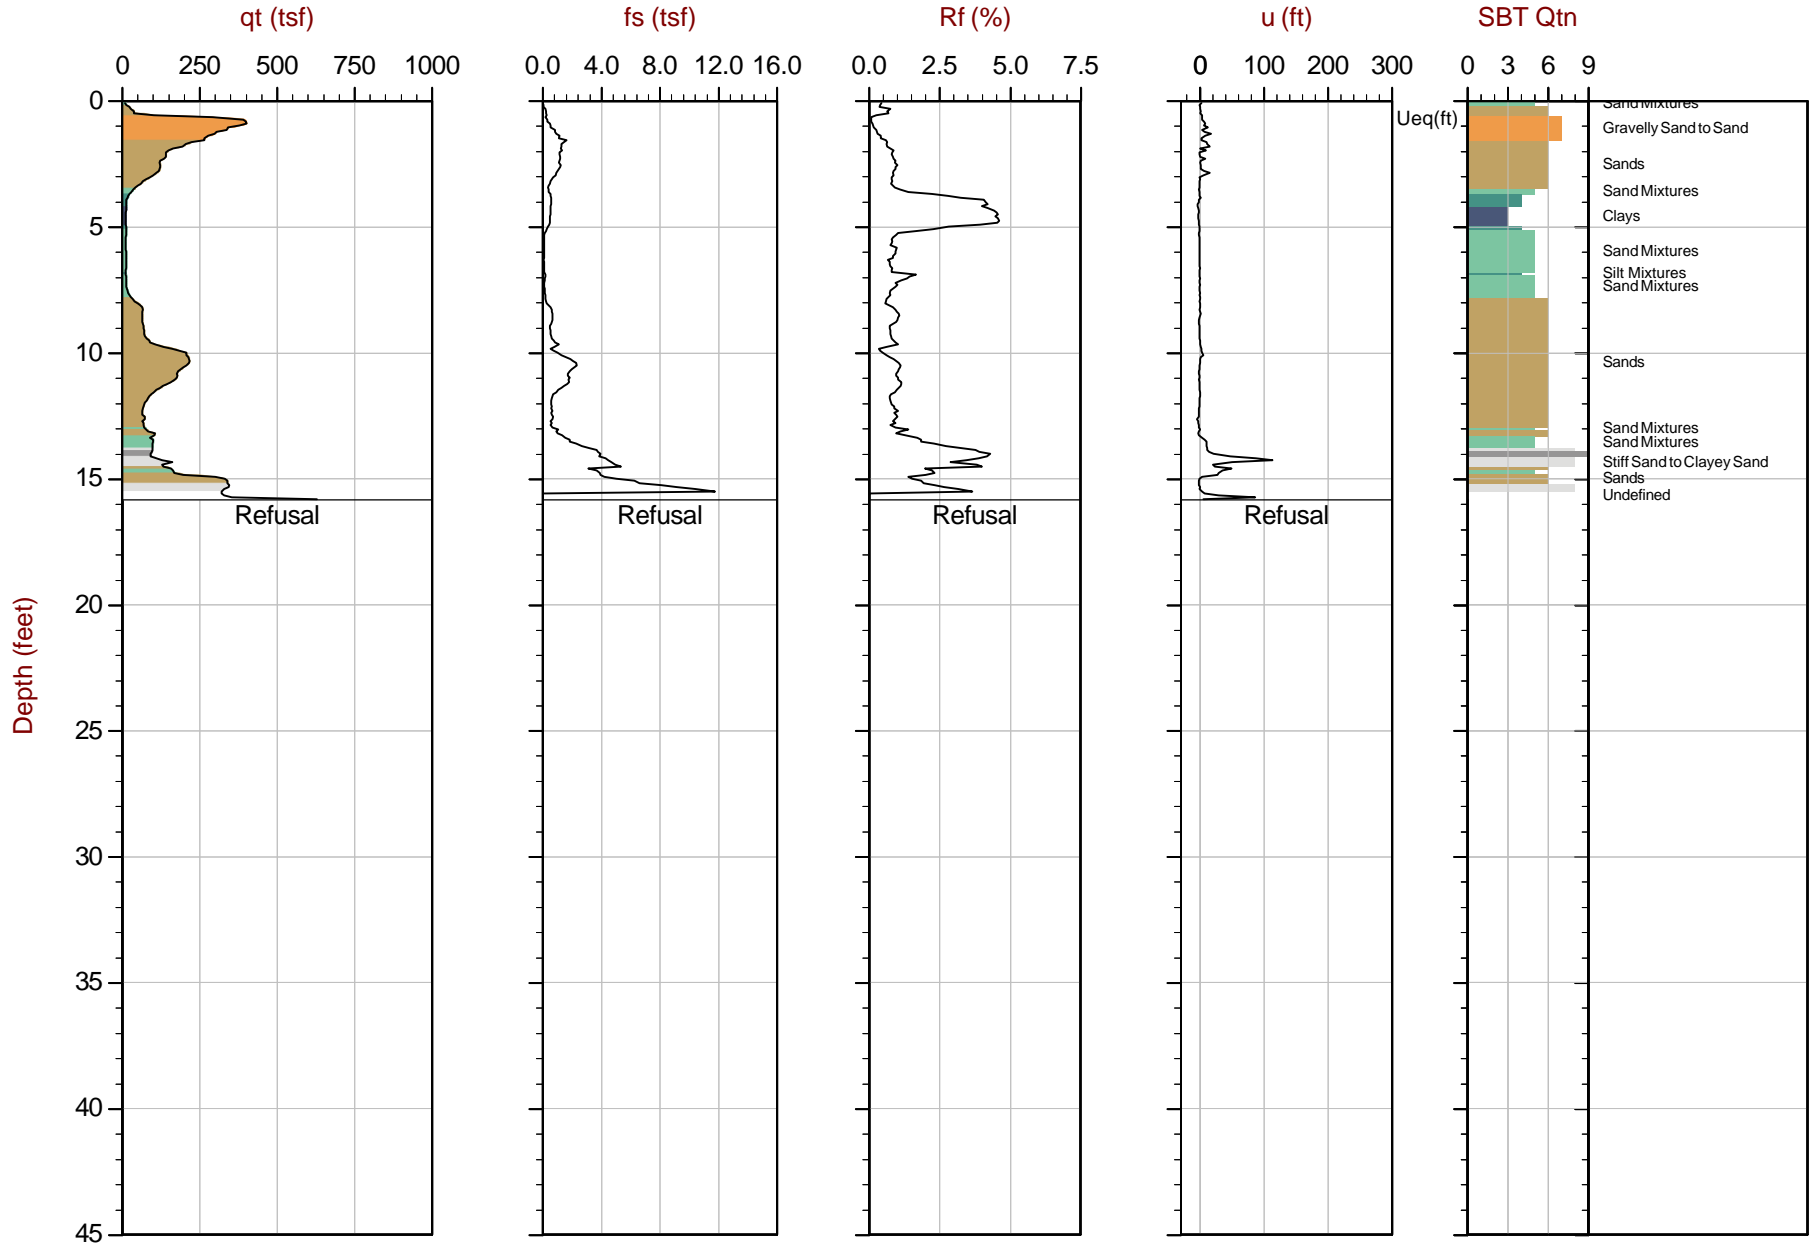 qt (tsf) fs (tsf) Rf (%) u (ft) SBT Qtn
0 250 500 750 1000 0.0 4.0 8.0 12.0 16.0 0.0 2.5 5.0 7.5 0 100 200 300 0 3 6 9
0
Sand Mixtures
Ueq(ft)
Gravelly Sand to Sand
Sands
Sand Mixtures
Clays
5
Sand Mixtures
Silt Mixtures
Sand Mixtures
10
Sands
Sand Mixtures
Sand Mixtures
Stiff Sand to Clayey Sand
15
Sands
Undefined
Refusal Refusal Refusal Refusal
20
Depth (feet)
25
30
35
40
45